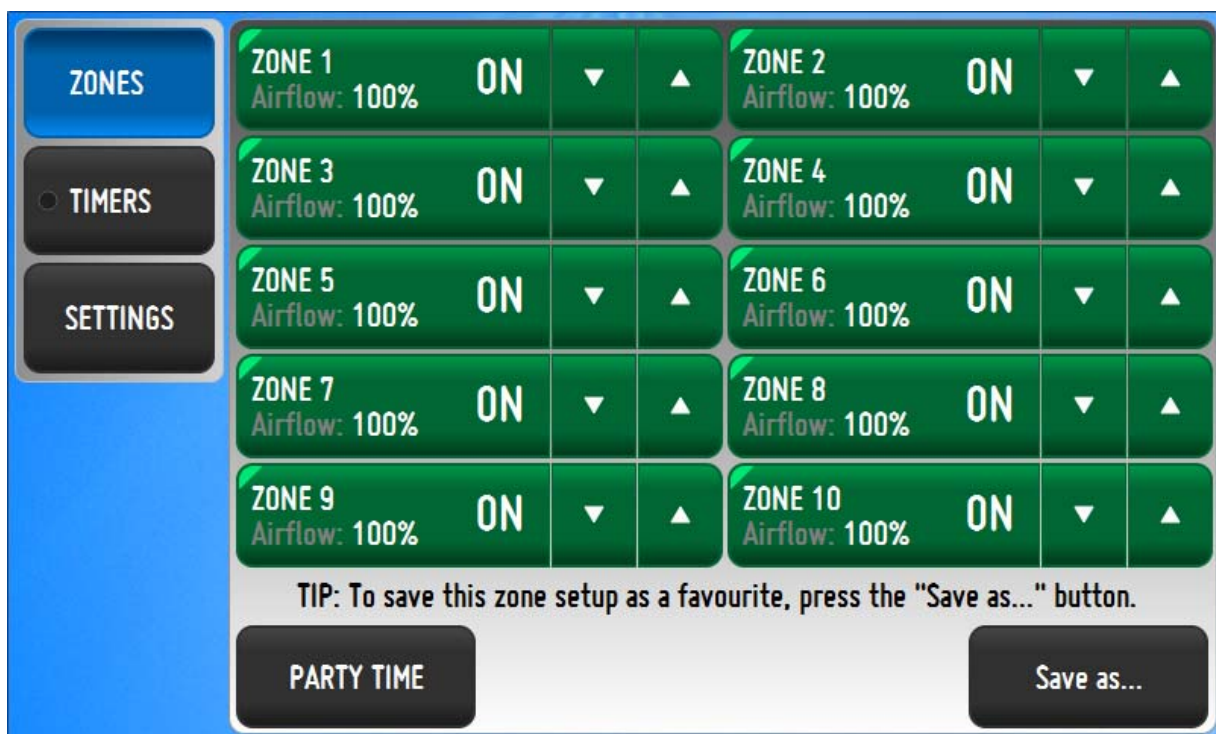 ZONES
TIMERS
SETTINGS
ZONE 1
Airflow: 100%
ON
ZONE 2
Airflow: 100%
ON
ZONE 3
Airflow: 100%
ON
ZONE 4
Airflow: 100%
ON
ZONE 5
Airflow: 100%
ON
ZONE 6
Airflow: 100%
ON
ZONE 7
Airflow: 100%
ON
ZONE 8
Airflow: 100%
ON
ZONE 9
Airflow: 100%
ON
ZONE 10
Airflow: 100%
ON
TIP: To save this zone setup as a favourite, press the "Save as..." button.
PARTY TIME
Save as...